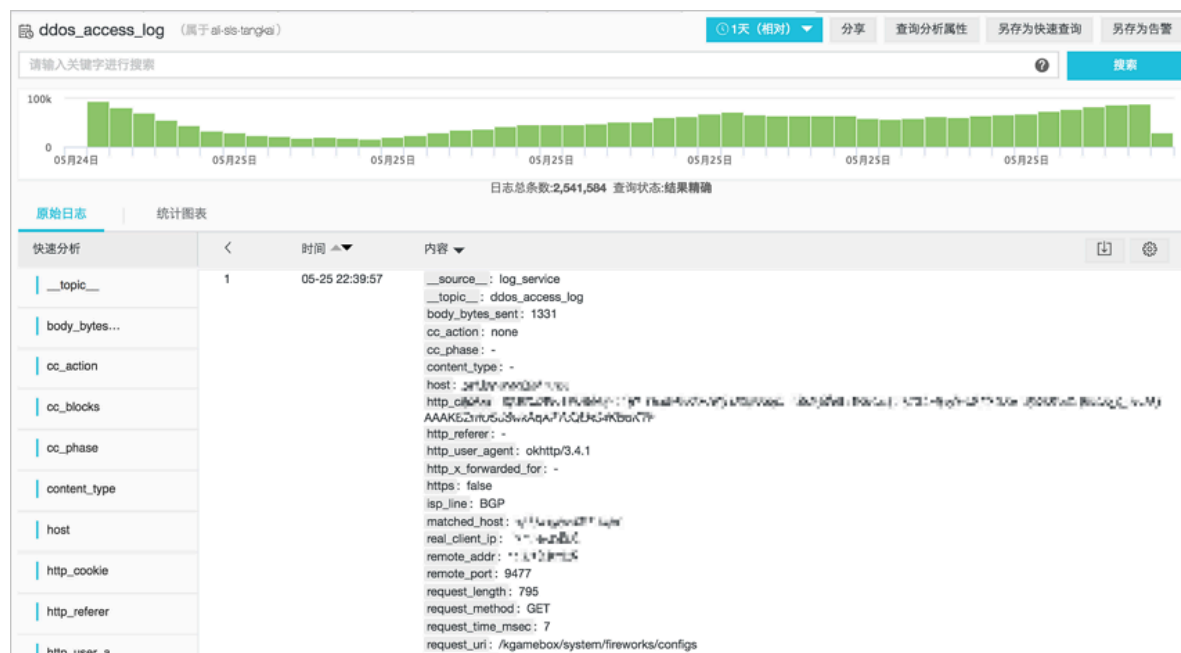 ddos_access_log （属于 ali-sls-tangkai）
1天（相对） 分享 查询分析属性 另存为快速查询 另存为告警
请输入关键字进行搜索 搜索
100k
0
05月24日 05月25日 05月25日 05月25日 05月25日 05月25日 05月25日
日志总条数:2,541,584 查询状态:结果精确
原始日志 统计图表
快速分析 时间 内容
__topic__
body_bytes...
cc_action
cc_blocks
cc_phase
content_type
host
http_cookie
http_referer
1 05-25 22:39:57
__source__: log_service
__topic__: ddos_access_log
body_bytes_sent: 1331
cc_action: none
cc_phase: -
content_type: -
host:
http_referer: -
http_user_agent: okhttp/3.4.1
http_x_forwarded_for: -
https: false
isp_line: BGP
matched_host:
real_client_ip:
remote_addr:
remote_port: 9477
request_length: 795
request_method: GET
request_time_msec: 7
request_uri: /kgamebox/system/fireworks/configs